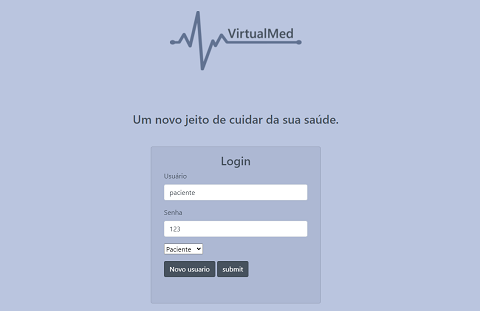 VirtualMed
Um novo jeito de cuidar da sua saúde.
Login
Usuário
paciente
Senha
123
Paciente
Novo usuario submit